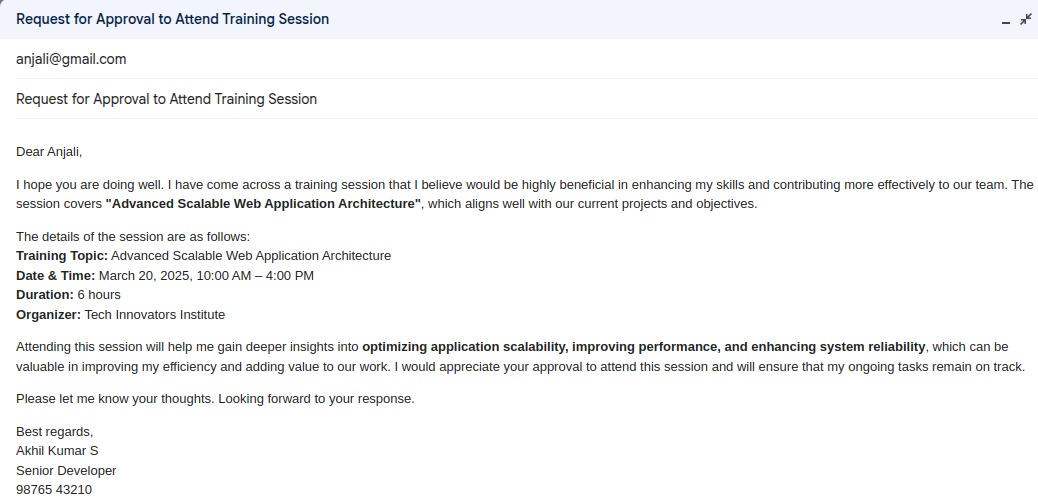 Request for Approval to Attend Training Session
anjali@gmail.com
Request for Approval to Attend Training Session
Dear Anjali,
I hope you are doing well. I have come across a training session that I believe would be highly beneficial in enhancing my skills and contributing more effectively to our team. The
session covers "Advanced Scalable Web Application Architecture", which aligns well with our current projects and objectives.
The details of the session are as follows:
Training Topic: Advanced Scalable Web Application Architecture
Date & Time: March 20, 2025, 10:00 AM – 4:00 PM
Duration: 6 hours
Organizer: Tech Innovators Institute
Attending this session will help me gain deeper insights into optimizing application scalability, improving performance, and enhancing system reliability, which can be
valuable in improving my efficiency and adding value to our work. I would appreciate your approval to attend this session and will ensure that my ongoing tasks remain on track.
Please let me know your thoughts. Looking forward to your response.
Best regards,
Akhil Kumar S
Senior Developer
98765 43210